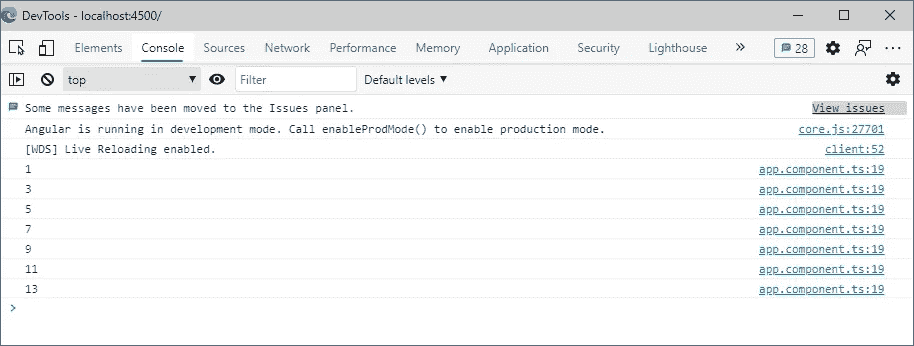 DevTools - localhost:4500/
Elements Console Sources Network Performance Memory Application Security Lighthouse » 28
top ▼ Filter Default levels ▼
Some messages have been moved to the Issues panel. View issues
Angular is running in development mode. Call enableProdMode() to enable production mode. core.js:27701
[WDS] Live Reloading enabled. client:52
1 app.component.ts:19
3 app.component.ts:19
5 app.component.ts:19
7 app.component.ts:19
9 app.component.ts:19
11 app.component.ts:19
13 app.component.ts:19
>